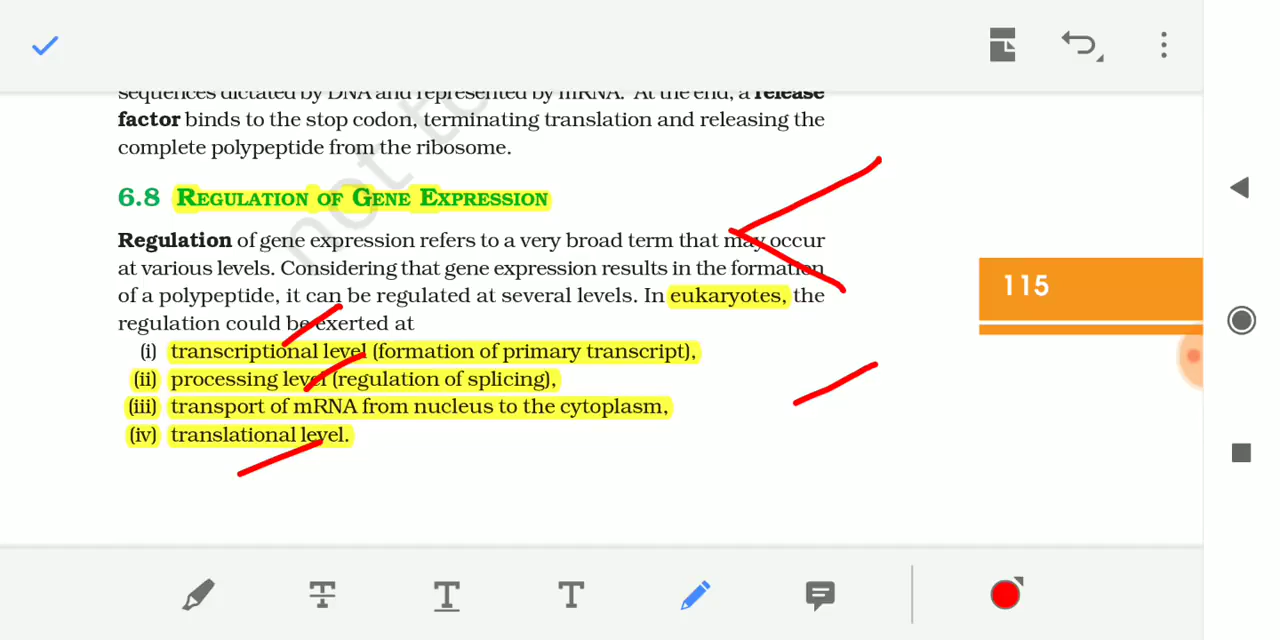 sequences dictated by DNA and represented by mRNA. At the end, a release
factor binds to the stop codon, terminating translation and releasing the
complete polypeptide from the ribosome.
6.8 REGULATION OF GENE EXPRESSION
Regulation of gene expression refers to a very broad term that may occur
at various levels. Considering that gene expression results in the formation
of a polypeptide, it can be regulated at several levels. In eukaryotes, the
regulation could be exerted at
(i) transcriptional level (formation of primary transcript),
(ii) processing level (regulation of splicing),
(iii) transport of mRNA from nucleus to the cytoplasm,
(iv) translational level.
115
not to